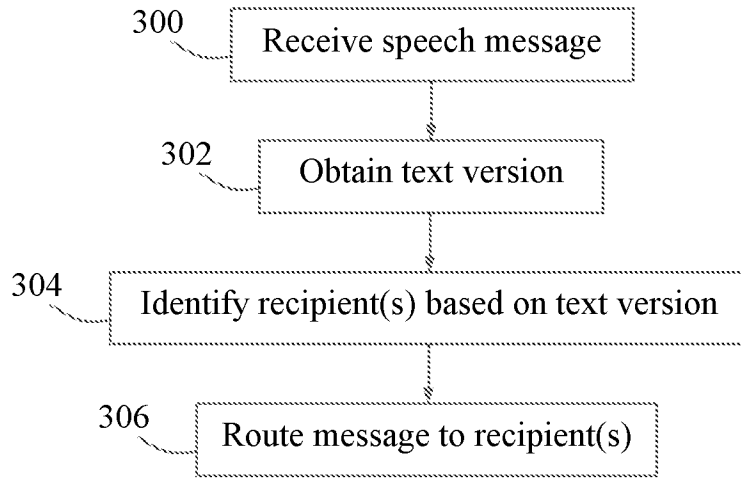 300
Receive speech message
302
Obtain text version
304
Identify recipient(s) based on text version
306
Route message to recipient(s)